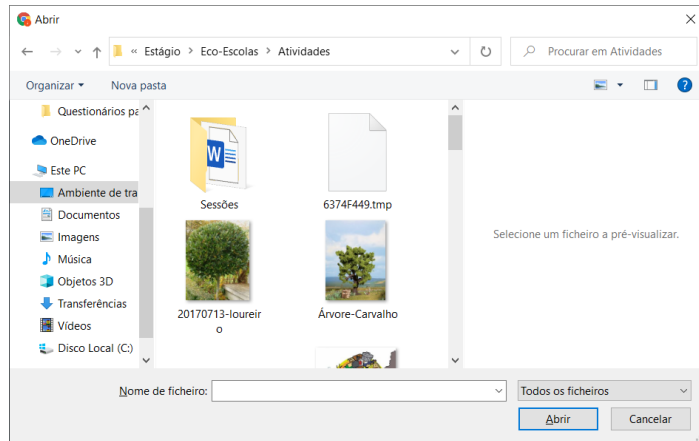 Abrir
« Estágio > Eco-Escolas > Atividades
Procurar em Atividades
Organizar
Nova pasta
Questionários pa
OneDrive
Este PC
Ambiente de tra
Documentos
Imagens
Música
Objetos 3D
Transferências
Vídeos
Disco Local (C:)
Sessões
6374F449.tmp
20170713-loureir
o
Árvore-Carvalho
Selecione um ficheiro a pré-visualizar.
Nome de ficheiro:
Todos os ficheiros
Abrir
Cancelar